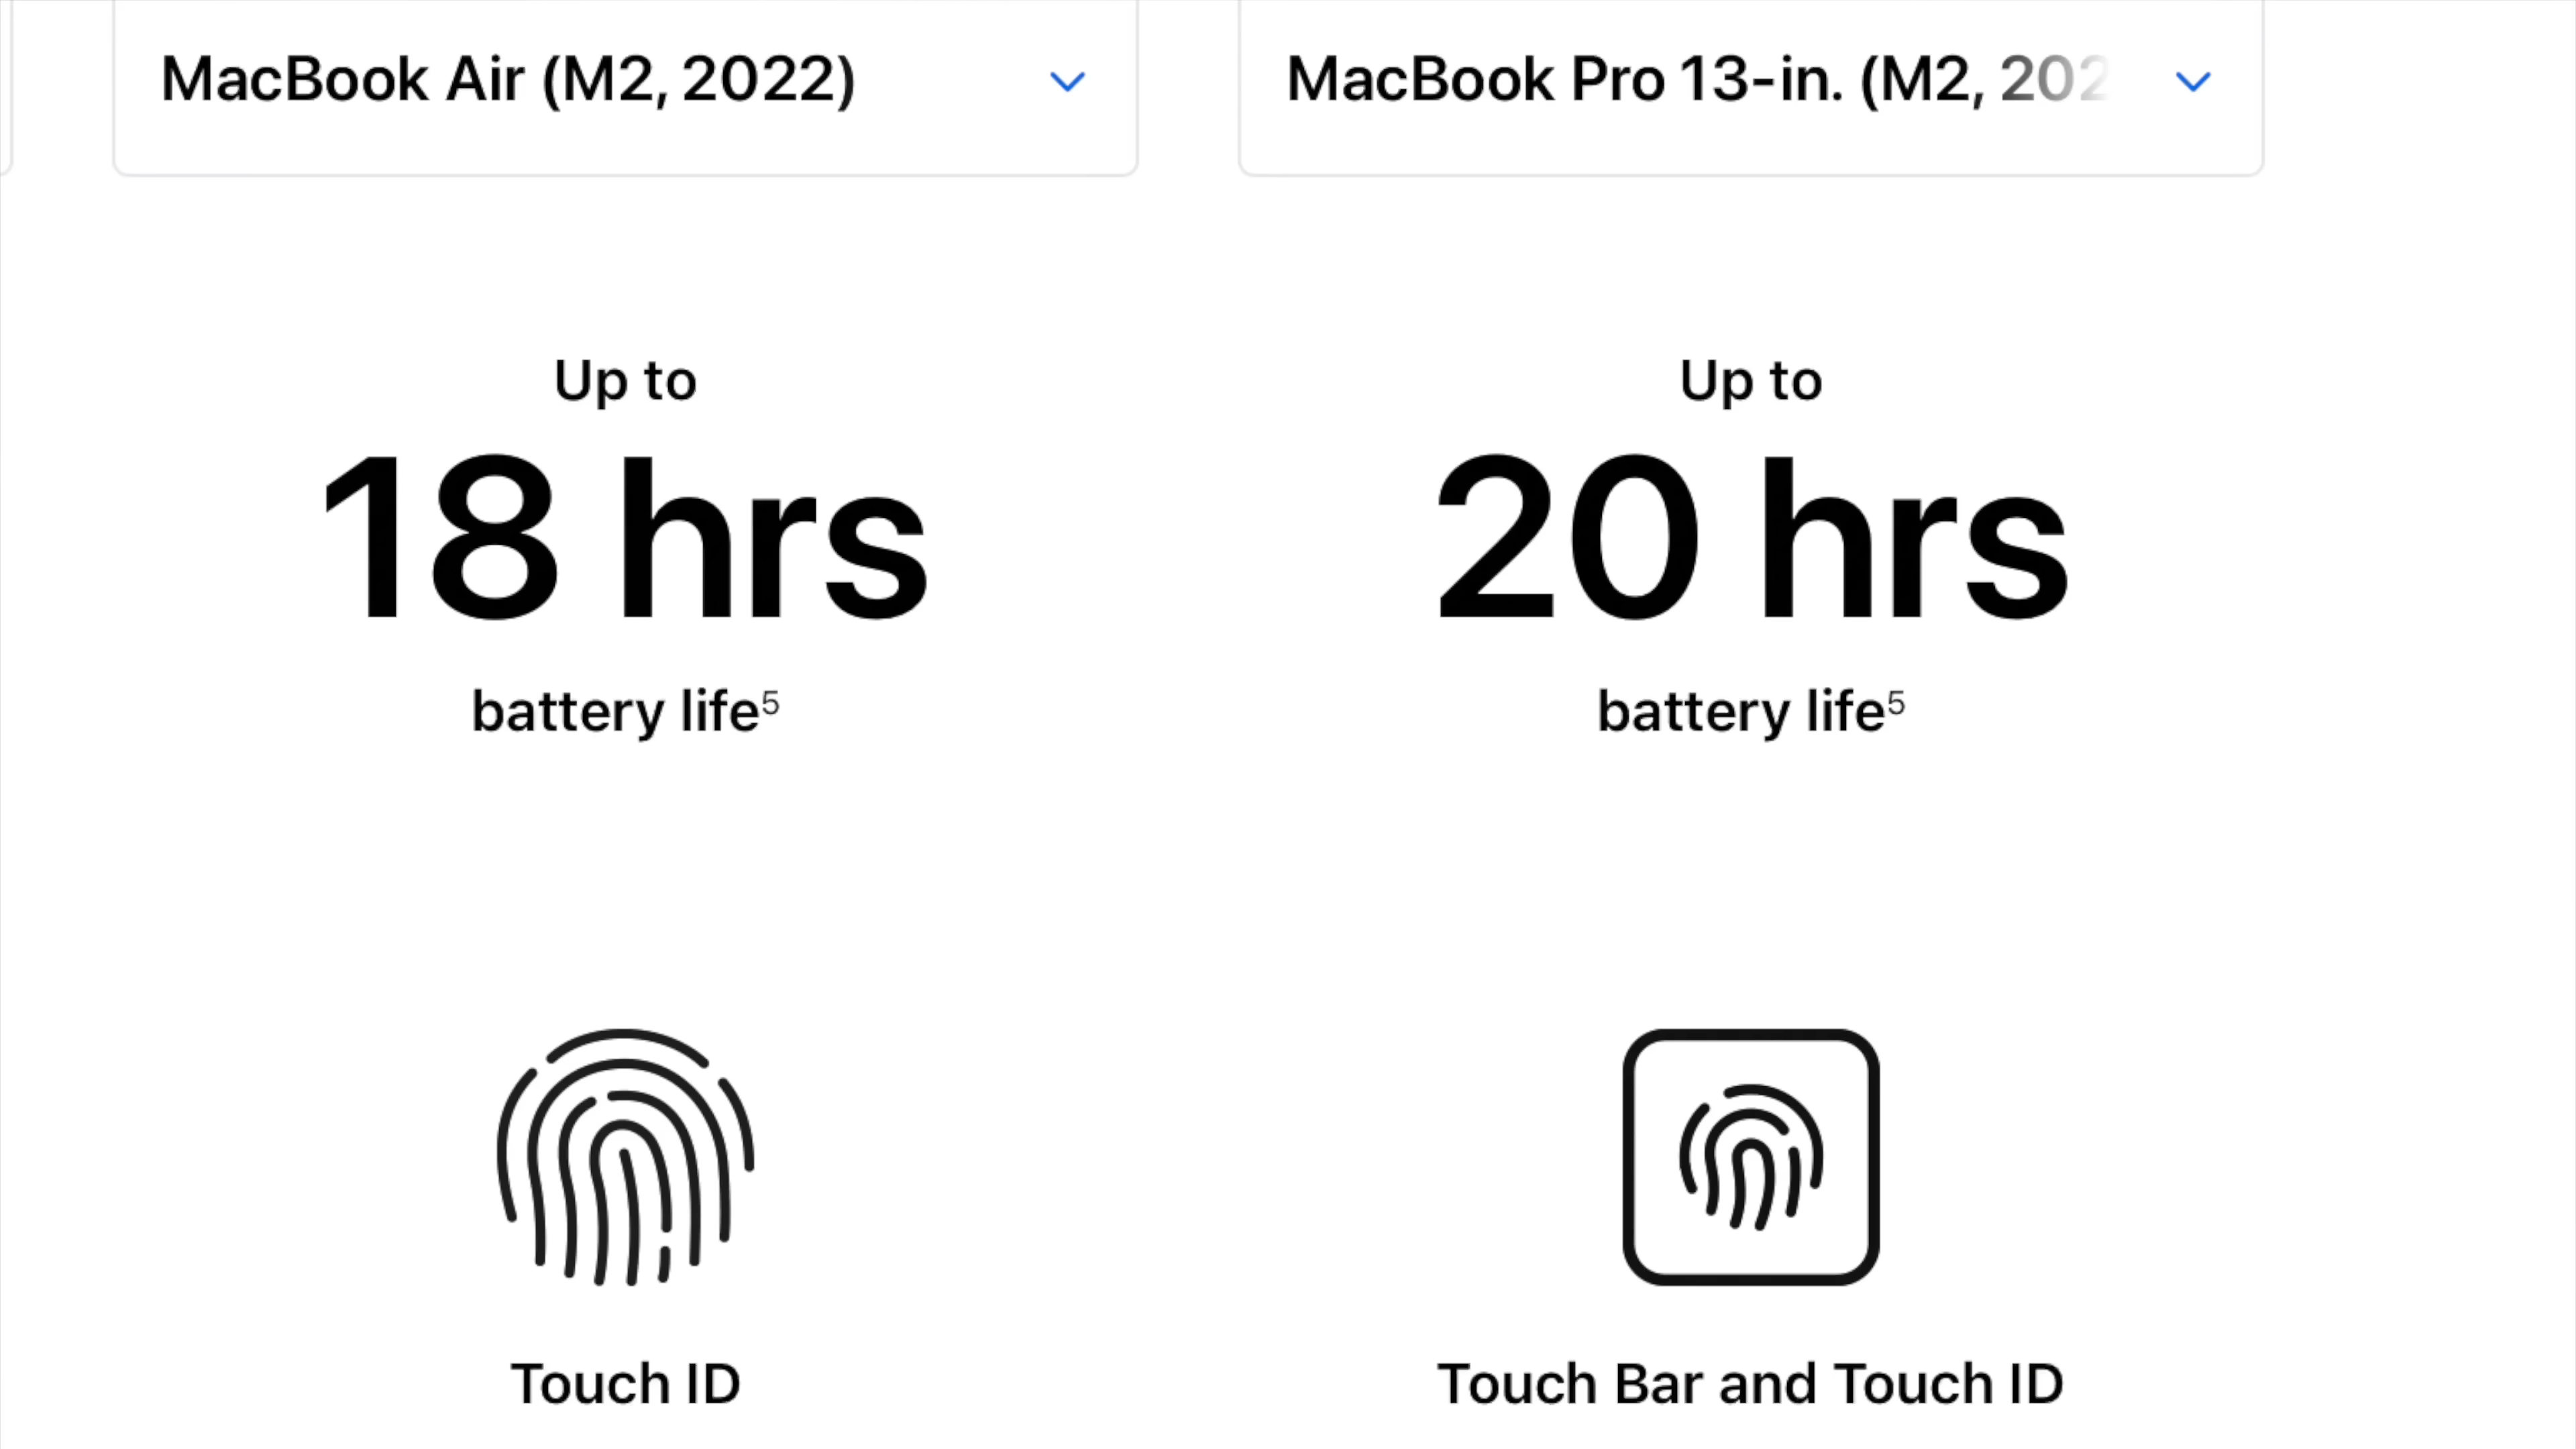 MacBook Air (M2, 2022)
MacBook Pro 13-in. (M2, 202
Up to
18 hrs
battery life⁵
Up to
20 hrs
battery life⁵
Touch ID
Touch Bar and Touch ID